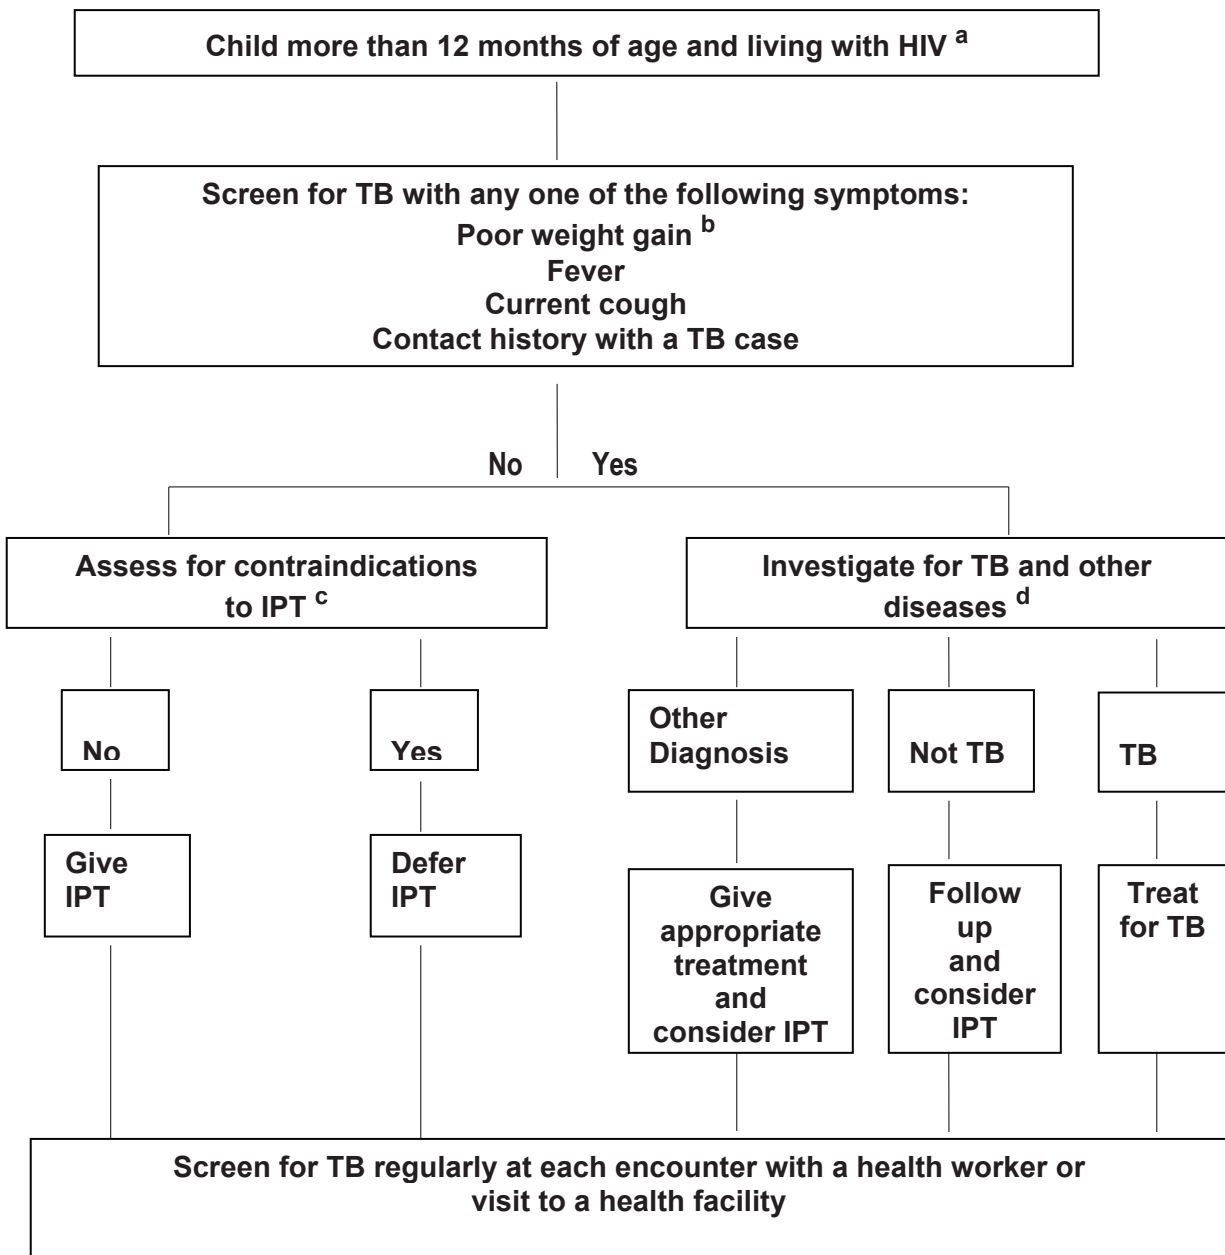 Child more than 12 months of age and living with HIV a
Screen for TB with any one of the following symptoms:
Poor weight gain b
Fever
Current cough
Contact history with a TB case
No
Yes
Assess for contraindications
to IPT c
Investigate for TB and other
diseases d
No
Yes
Other
Diagnosis
Not TB
TB
Give
IPT
Defer
IPT
Give
appropriate
treatment
and
consider IPT
Follow
up
and
consider
IPT
Treat
for TB
Screen for TB regularly at each encounter with a health worker or
visit to a health facility